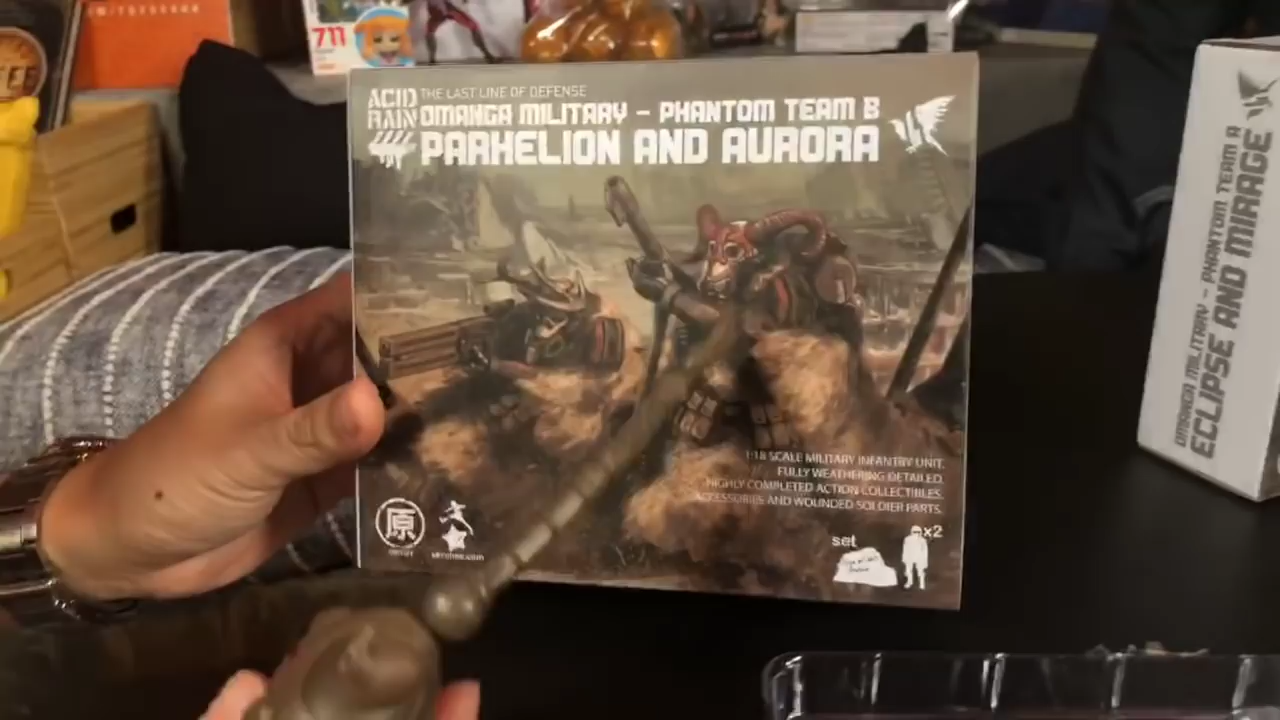 711
ACID
RAIN
THE LAST LINE OF DEFENSE
OMANGA MILITARY - PHANTOM TEAM B
PARHELION AND AURORA
1:18 SCALE MILITARY INFANTRY UNIT.
FULLY WEATHERING DETAILED.
HIGHLY COMPLETED ACTION COLLECTIBLES.
ACCESSORIES AND WOUNDED SOLDIER PARTS.
原
set
x2
OMANGA MILITARY - PHANTOM TEAM A
ECLIPSE AND MIRAGE